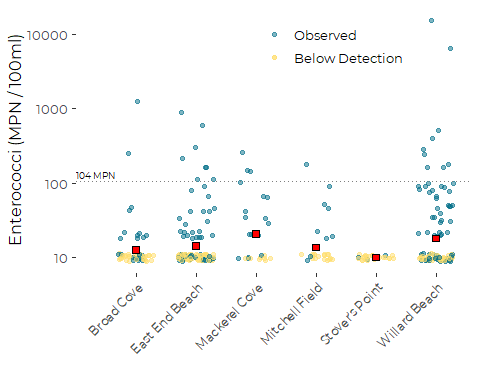 Observed
Below Detection
Enterococci (MPN / 100ml)
10000
1000
100
10
104 MPN
Broad Cove
East End Beach
Mackerel Cove
Mitchell Field
Stover's Point
Willard Beach